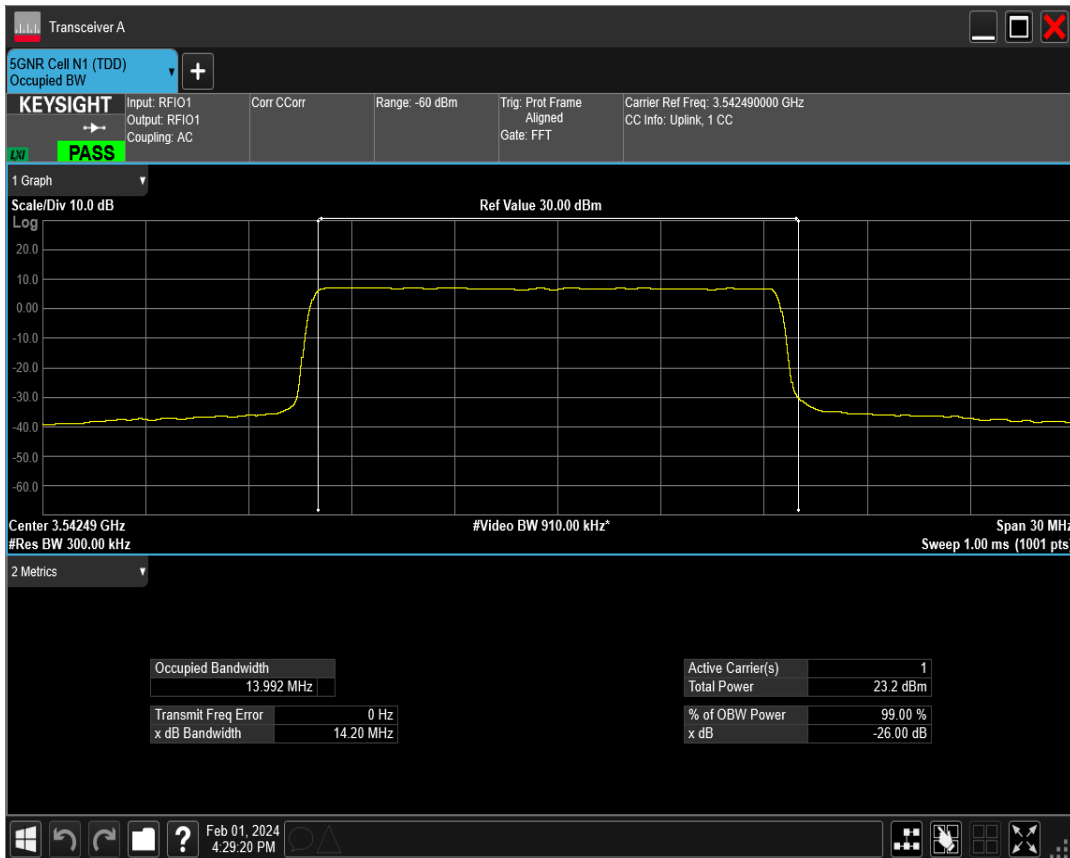 Transceiver A
5GNR Cell N1 (TDD)
Occupied BW
+
KEYSIGHT
LXI
PASS
Input: RFIO1
Output: RFIO1
Coupling: AC
Corr CCorr
Range: -60 dBm
Trig: Prot Frame
Aligned
Gate: FFT
Carrier Ref Freq: 3.542490000 GHz
CC Info: Uplink, 1 CC
1 Graph
Scale/Div 10.0 dB
Ref Value 30.00 dBm
Log
20.0
10.0
0.00
-10.0
-20.0
-30.0
-40.0
-50.0
-60.0
Center 3.54249 GHz
#Video BW 910.00 kHz*
Span 30 MHz
#Res BW 300.00 kHz
Sweep 1.00 ms (1001 pts)
2 Metrics
Occupied Bandwidth
13.992 MHz
Transmit Freq Error 0 Hz
x dB Bandwidth 14.20 MHz
Active Carrier(s) 1
Total Power 23.2 dBm
% of OBW Power 99.00 %
x dB -26.00 dB
?
Feb 01, 2024
4:29:20 PM